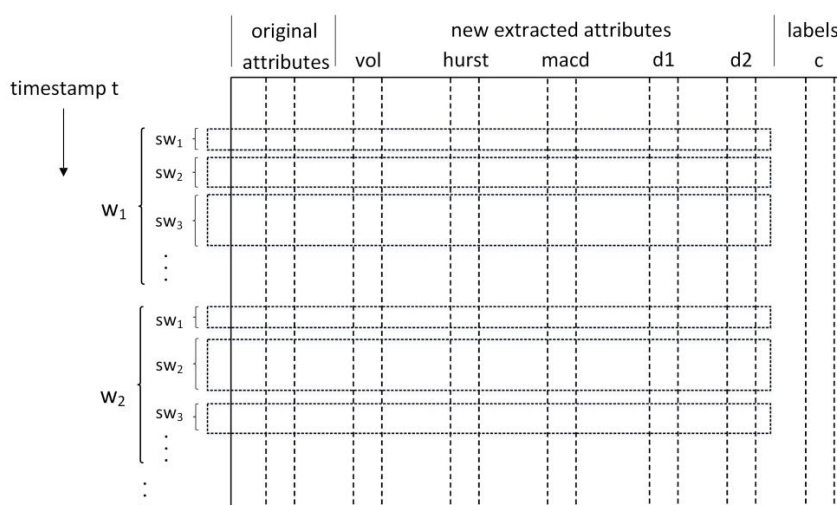 original new extracted attributes labels
attributes vol hurst macd d1 d2 c
timestamp t
sw₁
sw₂
w₁
sw₃
sw₁
sw₂
w₂
sw₃